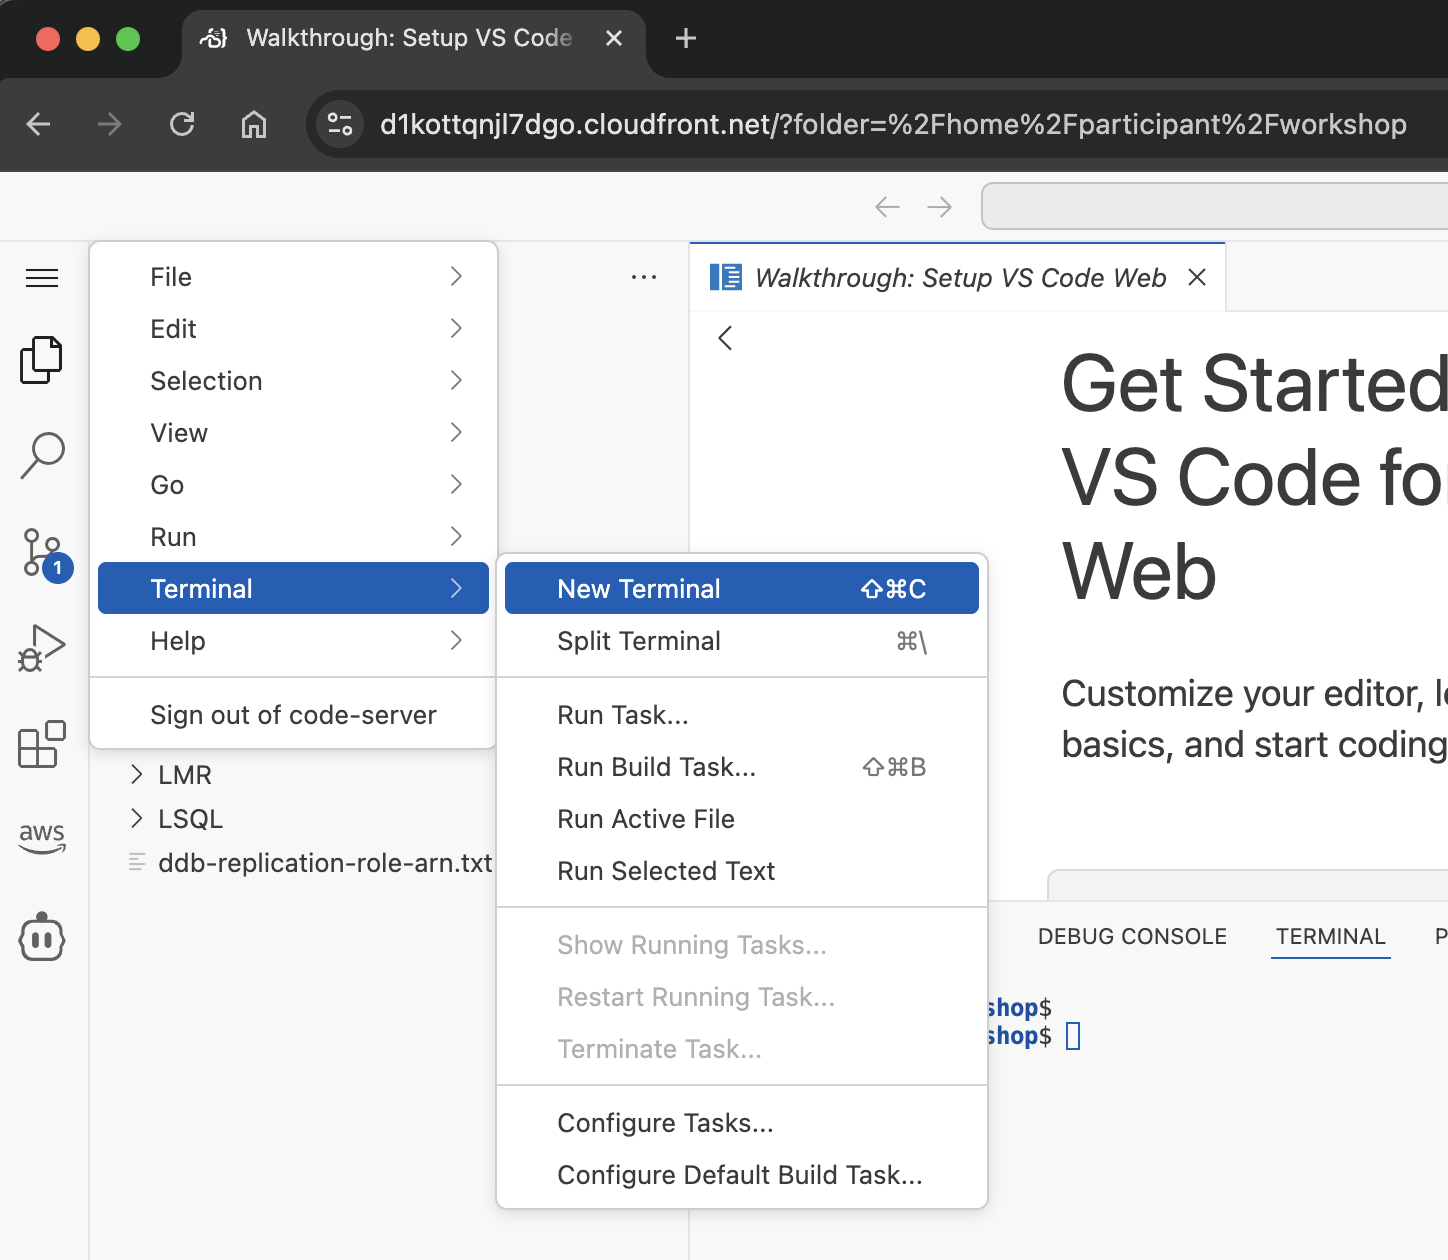 Walkthrough: Setup VS Code
d1kottqnjl7dgo.cloudfront.net/?folder=%2Fhome%2Fparticipant%2Fworkshop
File
Edit
Selection
View
Go
Run
Terminal
Help
Sign out of code-server
New Terminal ⇧⌘C
Split Terminal ⌘\
Run Task...
Run Build Task... ⇧⌘B
Run Active File
Run Selected Text
Show Running Tasks...
Restart Running Task...
Terminate Task...
Configure Tasks...
Configure Default Build Task...
1
aws
LMR
LSQL
ddb-replication-role-arn.txt
Walkthrough: Setup VS Code Web
Get Started
VS Code for
Web
Customize your editor, l
basics, and start coding
DEBUG CONSOLE TERMINAL P
shop$
shop$